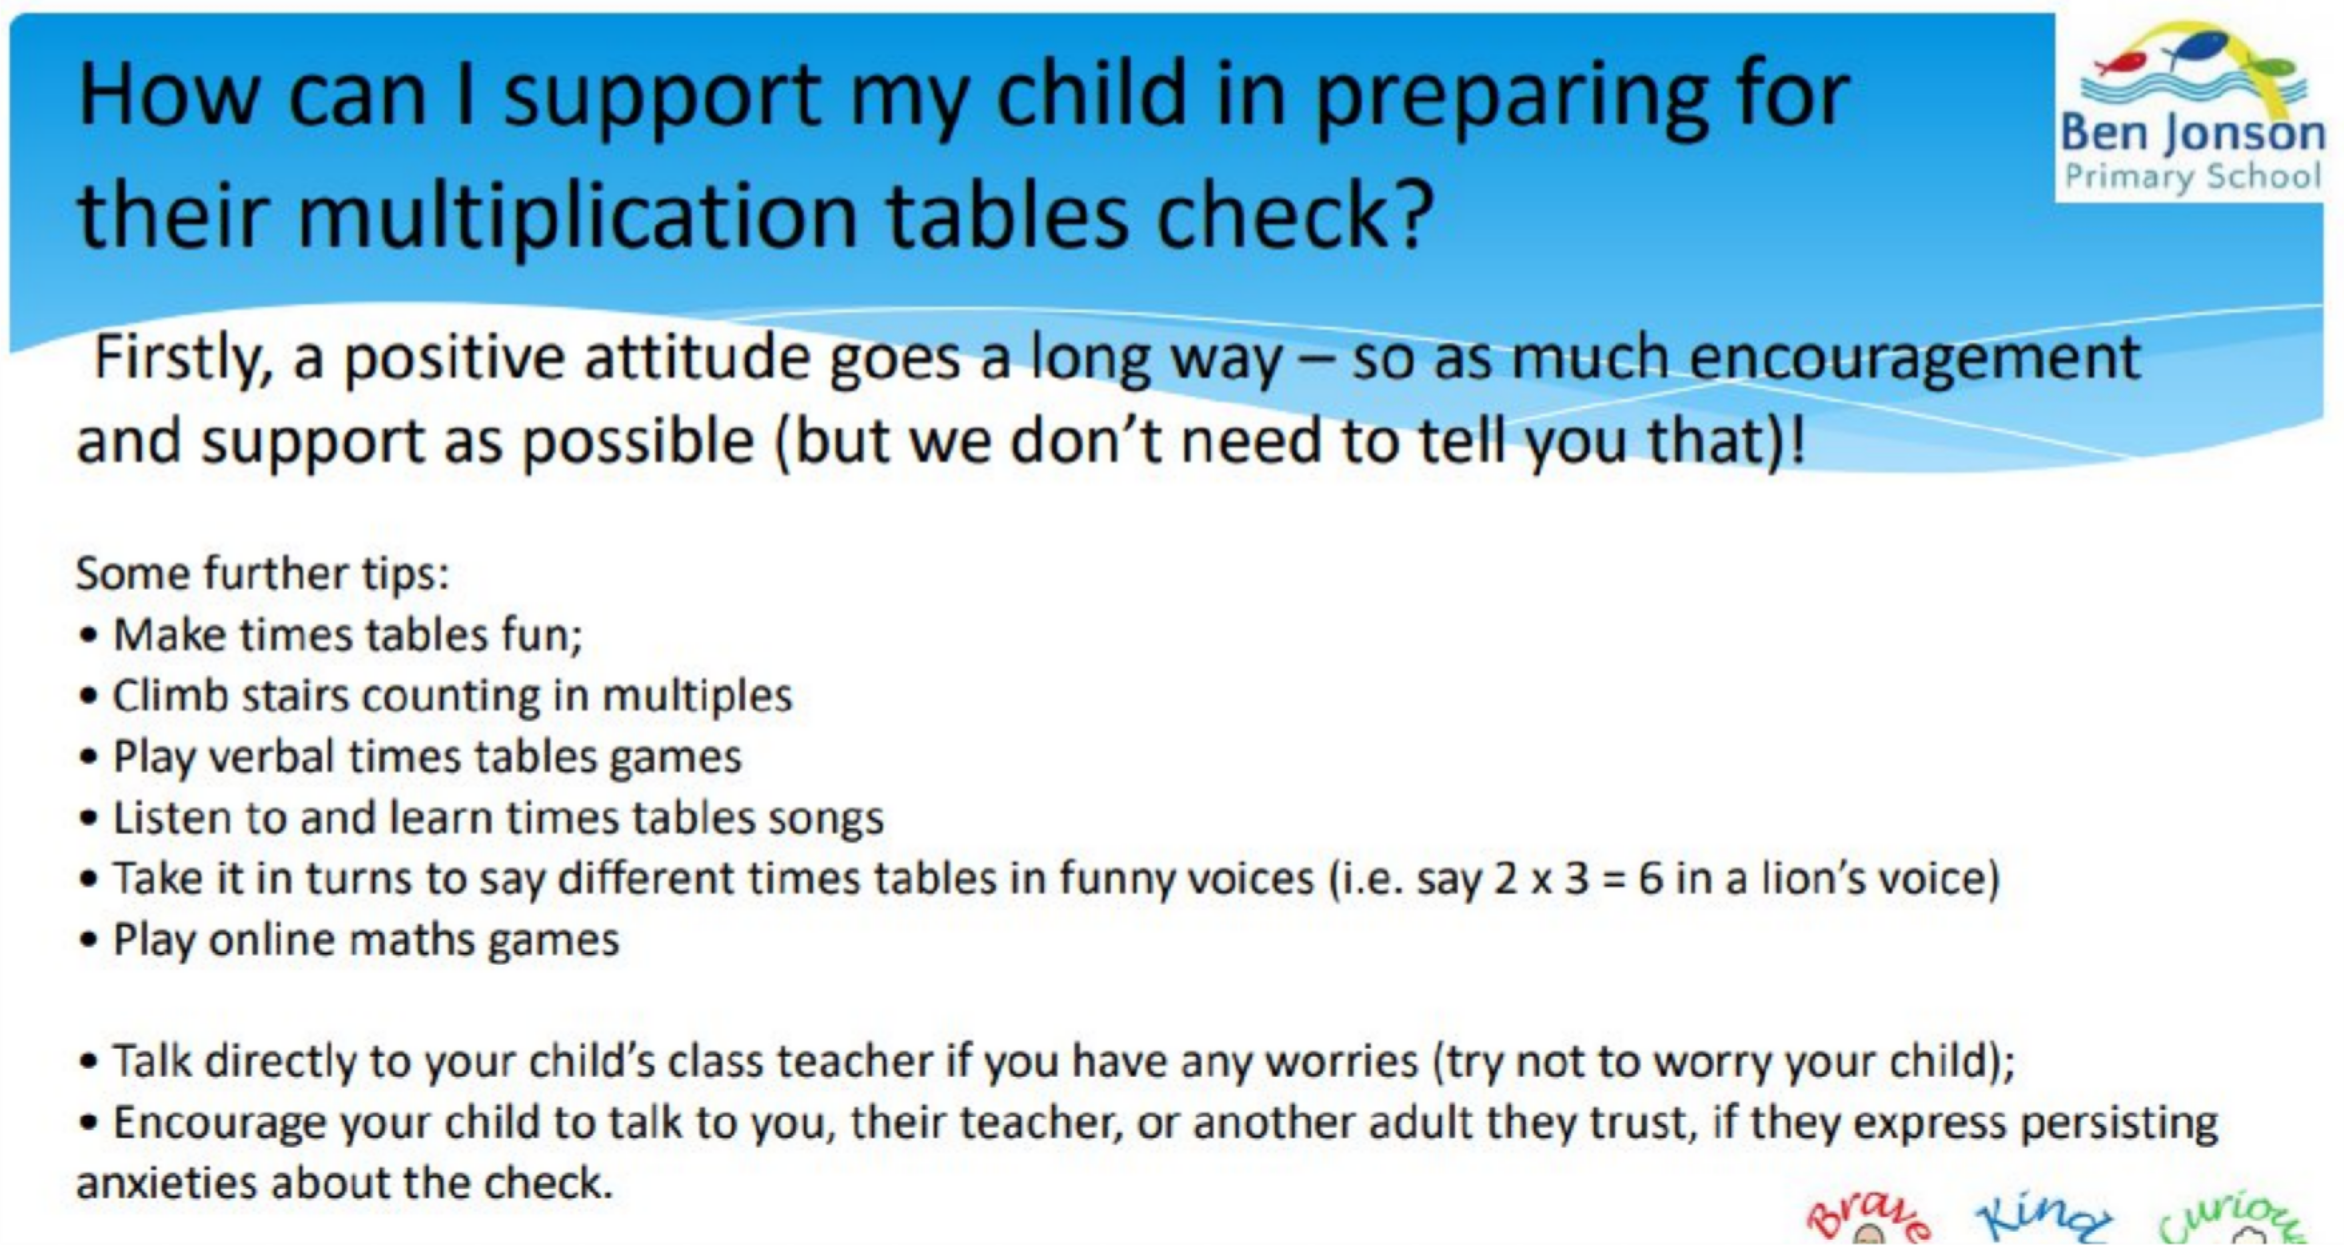 How can I support my child in preparing for
their multiplication tables check?
Ben Jonson
Primary School
Firstly, a positive attitude goes a long way – so as much encouragement
and support as possible (but we don't need to tell you that)!
Some further tips:
• Make times tables fun;
• Climb stairs counting in multiples
• Play verbal times tables games
• Listen to and learn times tables songs
• Take it in turns to say different times tables in funny voices (i.e. say 2 x 3 = 6 in a lion's voice)
• Play online maths games
• Talk directly to your child's class teacher if you have any worries (try not to worry your child);
• Encourage your child to talk to you, their teacher, or another adult they trust, if they express persisting
anxieties about the check.
Brave Kind